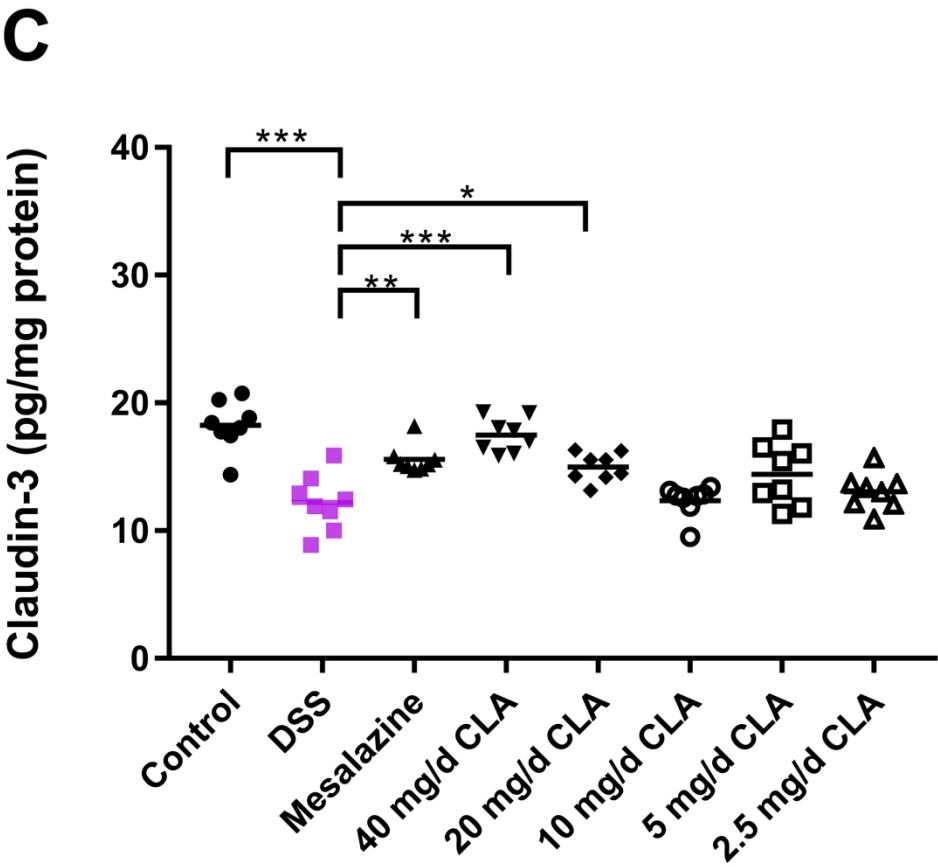 C
Claudin-3 (pg/mg protein)
40
30
20
10
0
***
*
***
**
Control
DSS
Mesalazine
40 mg/d CLA
20 mg/d CLA
10 mg/d CLA
5 mg/d CLA
2.5 mg/d CLA